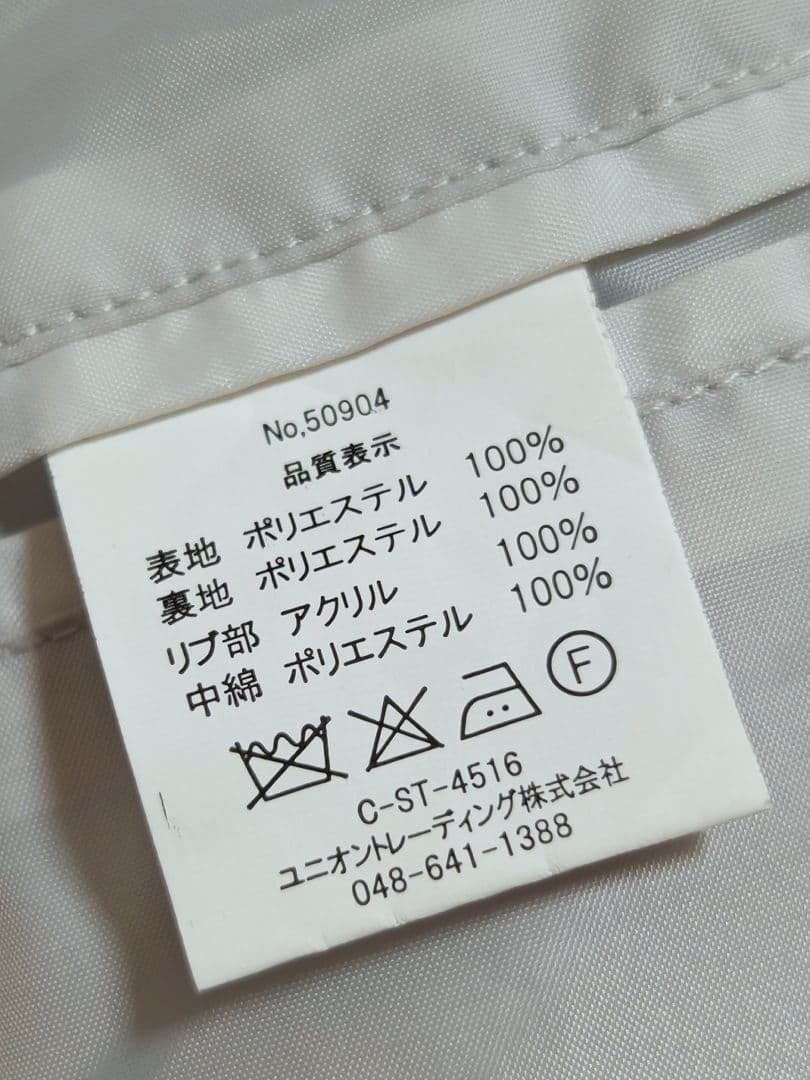 No,50904
品質表示
表地 ポリエステル 100%
裏地 ポリエステル 100%
リブ部 アクリル 100%
中綿 ポリエステル 100%
F
C-ST-4516
ユニオントレーディング株式会社
048-641-1388